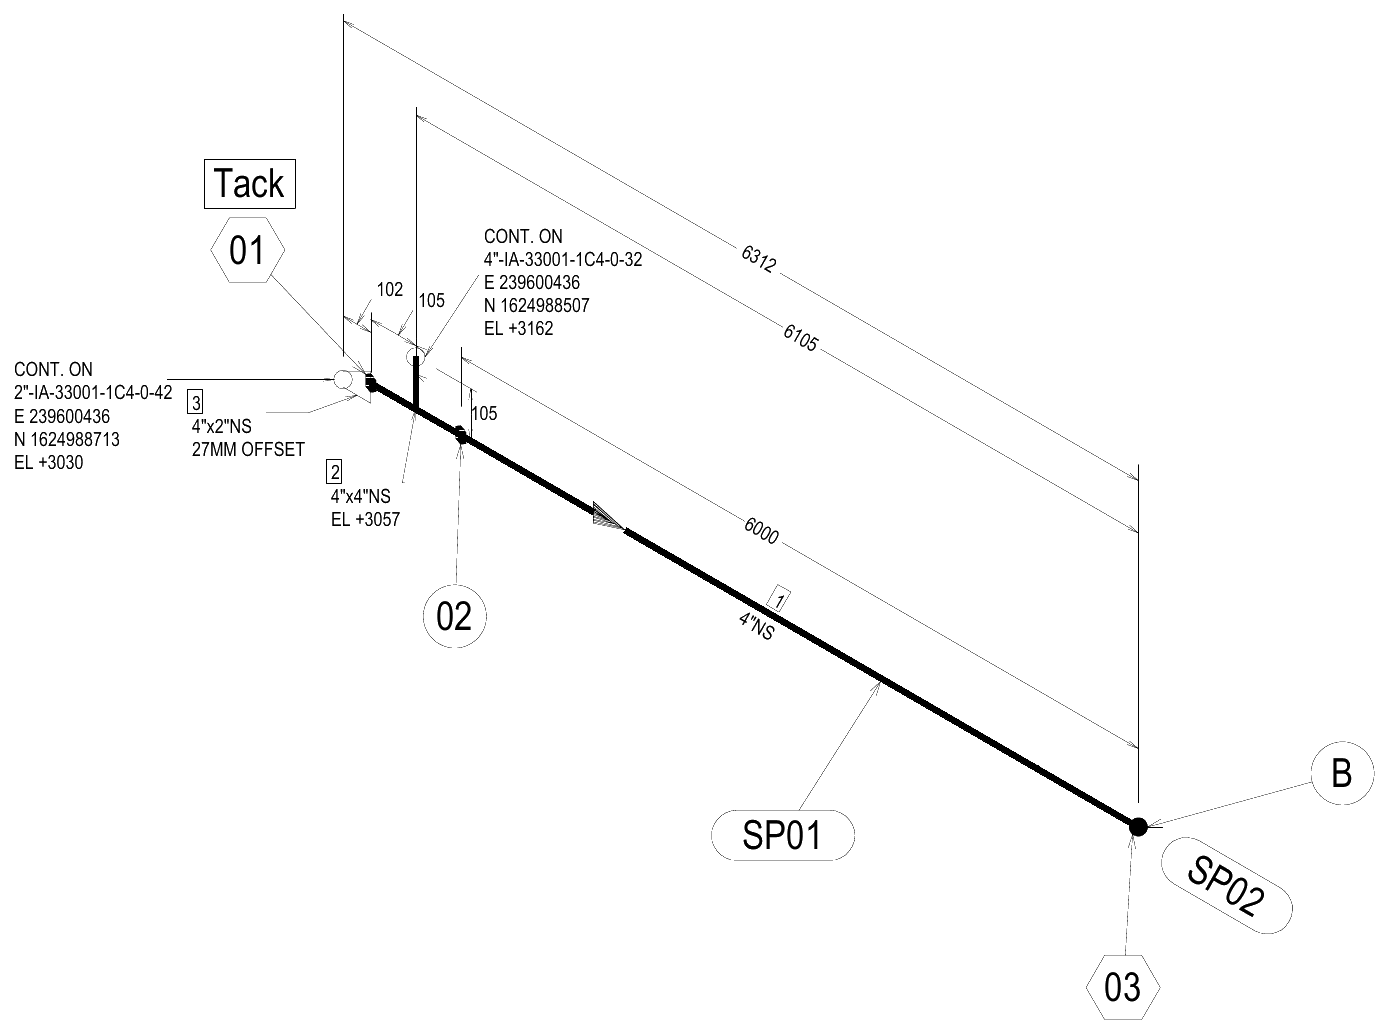 6312
6105
Tack
01
CONT. ON
4"-IA-33001-1C4-0-32
E 239600436
N 1624988507
EL +3162
102
105
CONT. ON
2"-IA-33001-1C4-0-42
E 239600436
N 1624988713
EL +3030
3
4"x2"NS
27MM OFFSET
105
2
4"x4"NS
EL +3057
6000
02
1
4"NS
SP01
B
SP02
03